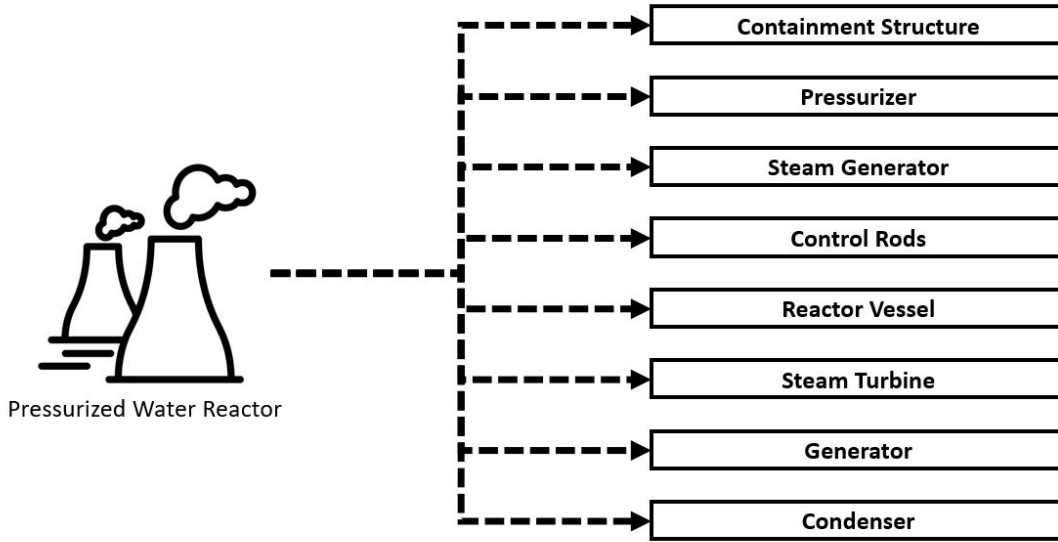 Containment Structure
Pressurizer
Steam Generator
Control Rods
Reactor Vessel
Steam Turbine
Generator
Condenser
Pressurized Water Reactor